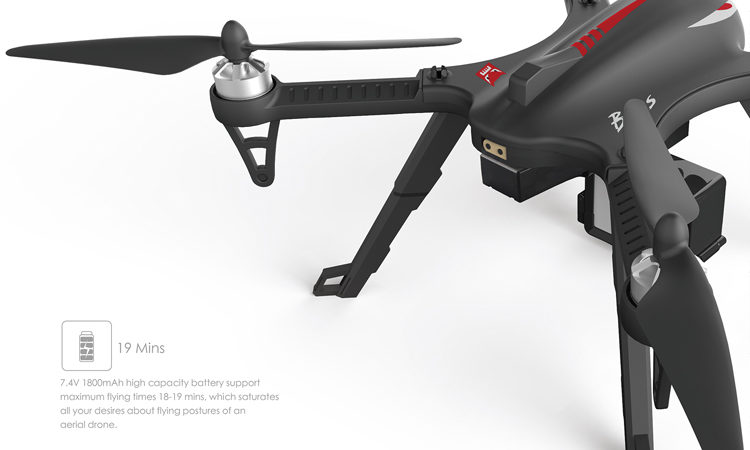 19 Mins
7.4V 1800mAh high capacity battery support
maximum flying times 18-19 mins, which saturates
all your desires about flying postures of an
aerial drone.